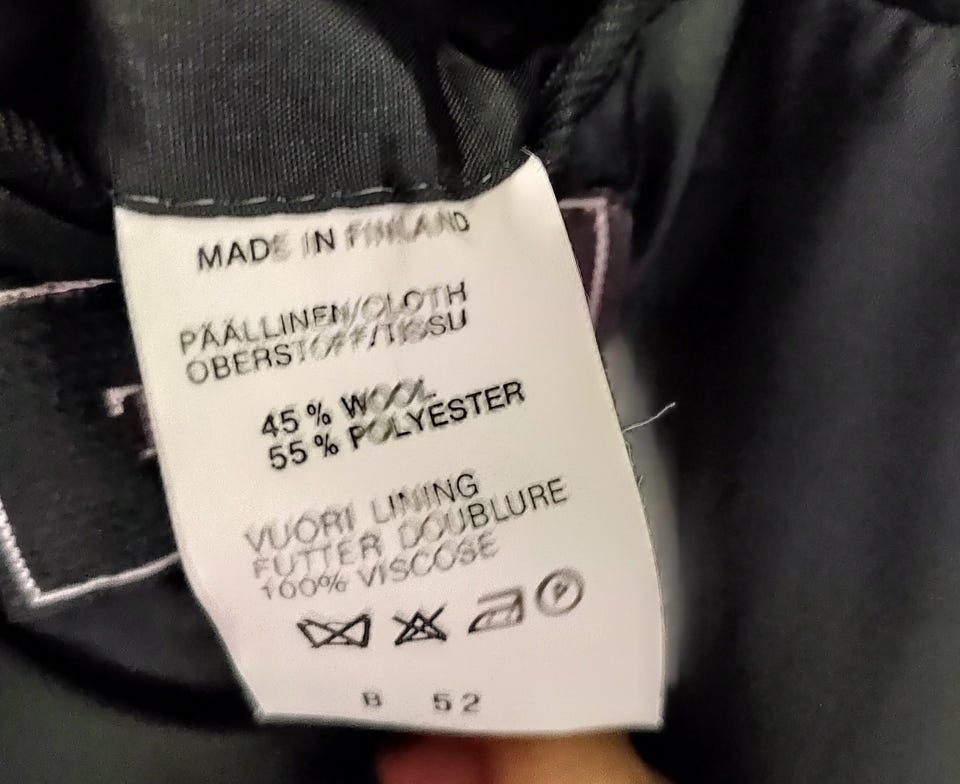 MADE IN FINLAND
PÄÄLLINEN/CLOTH
OBERSTOFF/TISSU
45 % WOOL
55 % POLYESTER
VUORI LINING
FUTTER DOUBLURE
100% VISCOSE
P
B 52